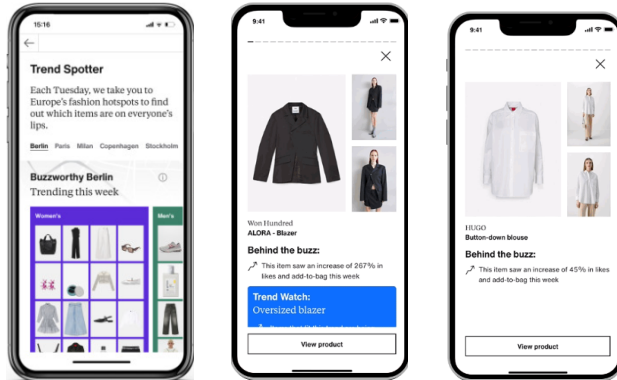 15:16
Trend Spotter
Each Tuesday, we take you to
Europe's fashion hotspots to find
out which items are on everyone's
lips.
Berlin Paris Milan Copenhagen Stockholm
Buzzworthy Berlin
Trending this week
Women's
Men's
9:41
Won Hundred
ALORA - Blazer
Behind the buzz:
This item saw an increase of 267% in
likes and add-to-bag this week
Trend Watch:
Oversized blazer
View product
9:41
HUGO
Button-down blouse
Behind the buzz:
This item saw an increase of 45% in likes
and add-to-bag this week
View product